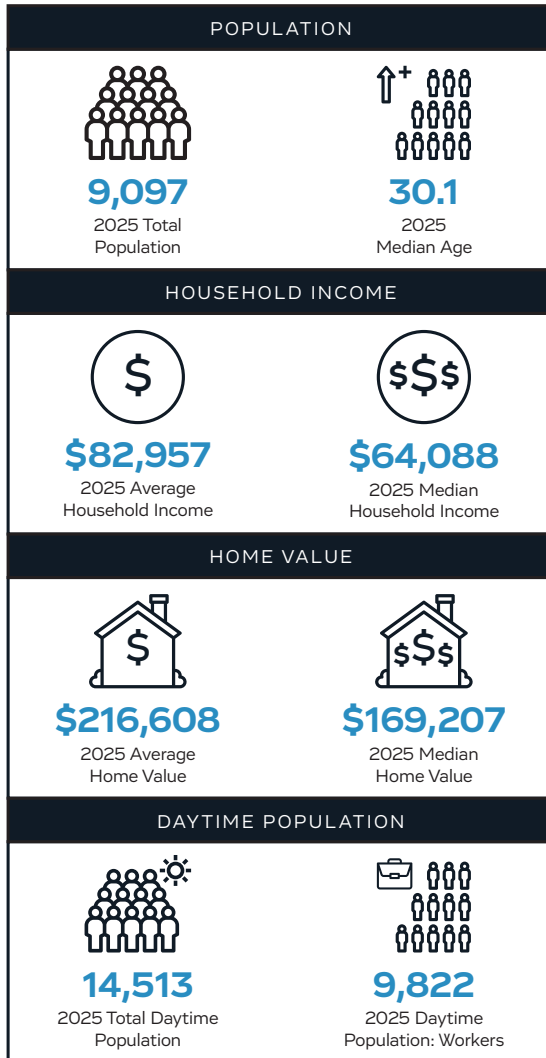 POPULATION
9,097
2025 Total
Population
30.1
2025
Median Age
HOUSEHOLD INCOME
$
$82,957
2025 Average
Household Income
$$$
$64,088
2025 Median
Household Income
HOME VALUE
$
$216,608
2025 Average
Home Value
$$$
$169,207
2025 Median
Home Value
DAYTIME POPULATION
14,513
2025 Total Daytime
Population
9,822
2025 Daytime
Population: Workers